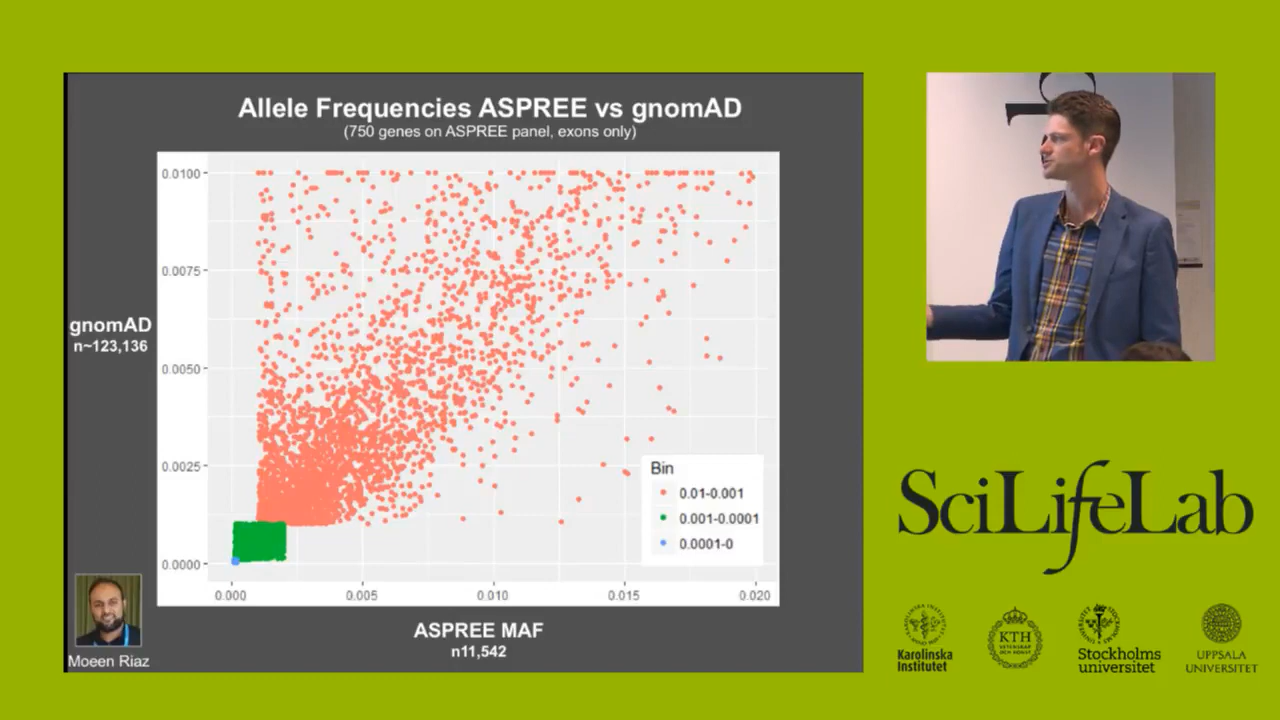 Allele Frequencies ASPREE vs gnomAD
(750 genes on ASPREE panel, exons only)
0.0100
0.0075
0.0050
0.0025
0.0000
gnomAD
n~123,136
Bin
0.01-0.001
0.001-0.0001
0.0001-0
0.000
0.005
0.010
0.015
0.020
ASPREE MAF
n11,542
Moeen Riaz
SciLifeLab
Karolinska
Institutet
KTH
VETENSKAP
OCH KONST
Stockholms
universitet
UPPSALA
UNIVERSITET